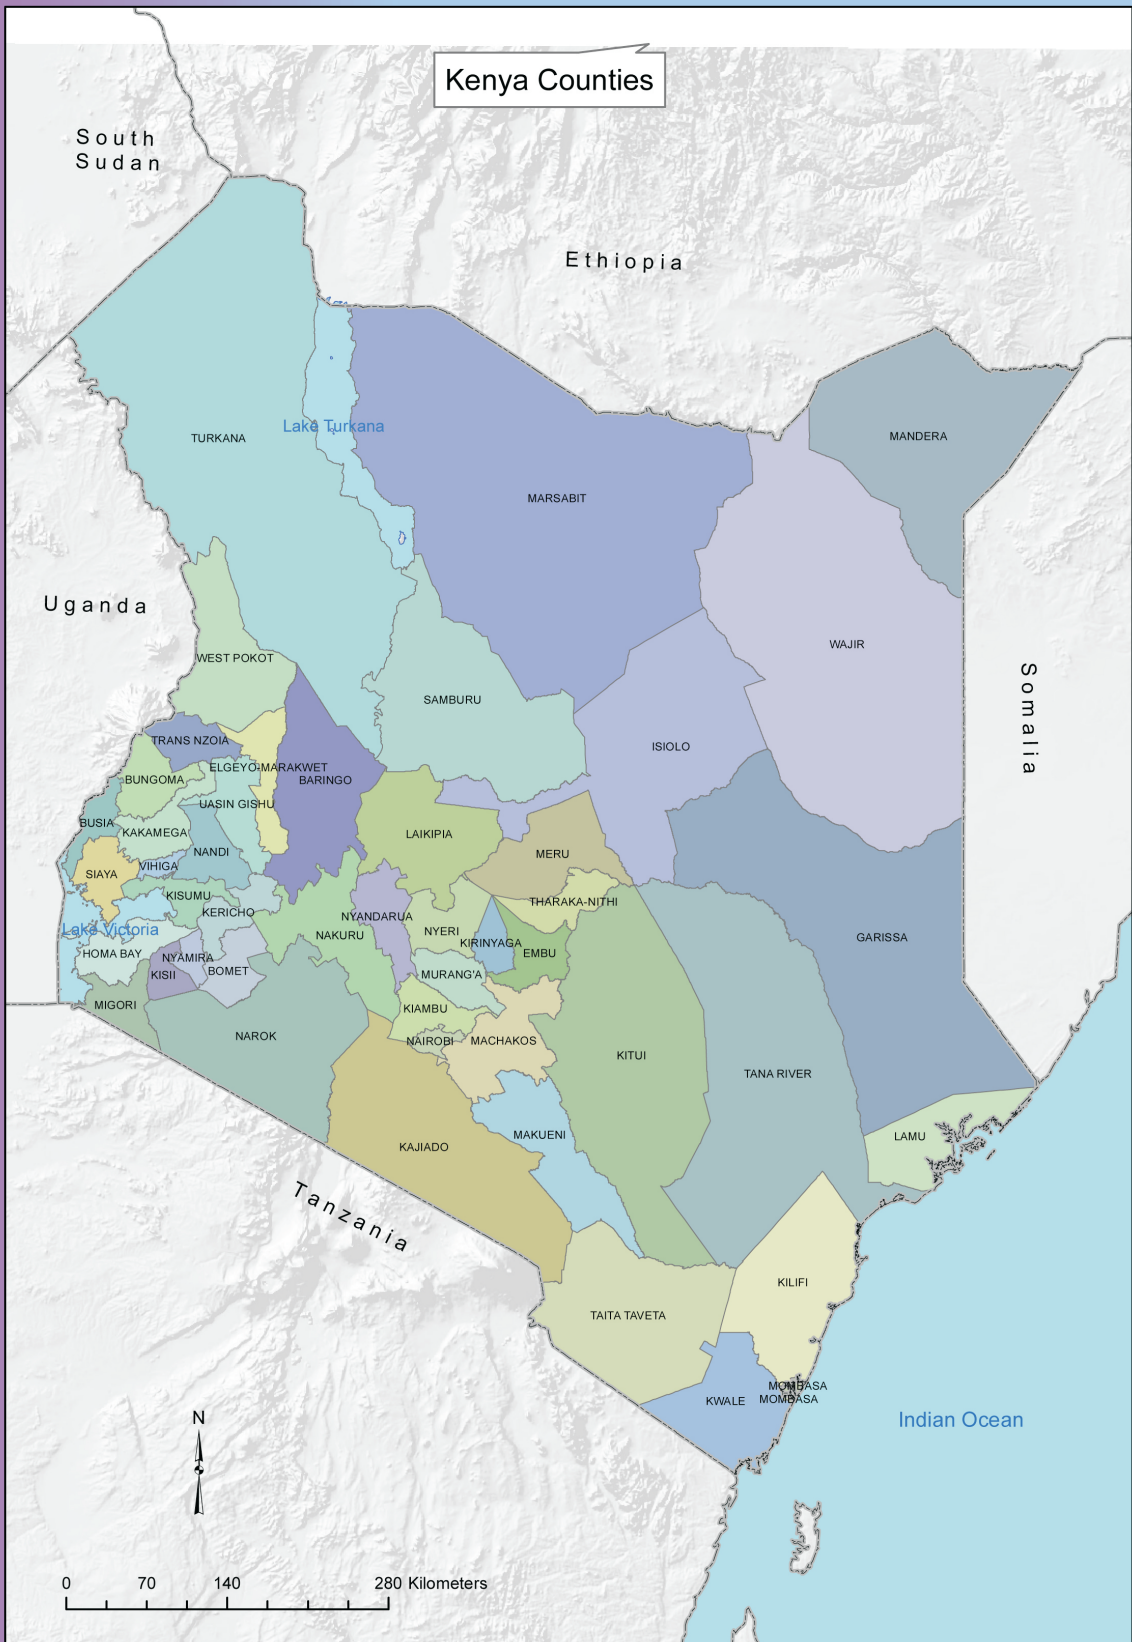 Kenya Counties
South
Sudan
Ethiopia
TURKANA
Lake Turkana
MANDERA
MARSABIT
Uganda
WAJIR
WEST POKOT
Somalia
SAMBURU
TRANS NZOIA
ISIOLO
ELGEYO-MARAKWET
BUNGOMA
BARINGO
UASIN GISHU
BUSIA
KAKAMEGA
LAIKIPIA
NANDI
MERU
VIHIGA
SIAYA
KISUMU
THARAKA-NITHI
KERICHO
NYANDARUA
Lake Victoria
NAKURU
NYERI
GARISSA
KIRINYAGA
HOMA BAY
NYAMIRA
EMBU
KISII
BOMET
MURANG'A
MIGORI
KIAMBU
NAROK
NAIROBI
MACHAKOS
KITUI
TANA RIVER
MAKUENI
LAMU
KAJIADO
Tanzania
KILIFI
TAITA TAVETA
MOMBASA
KWALE
MOMBASA
Indian Ocean
N
0 70 140 280 Kilometers